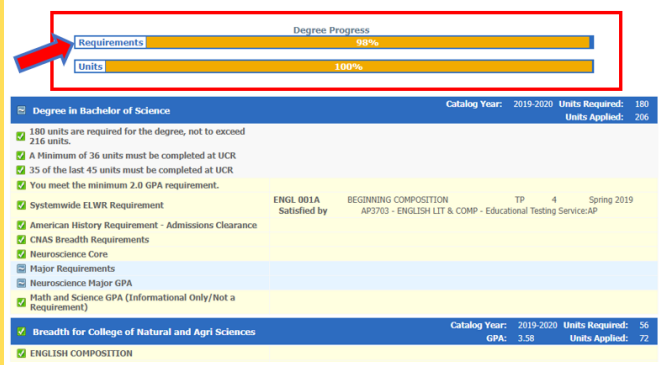 Degree Progress
Requirements 98%
Units 100%
Degree in Bachelor of Science Catalog Year: 2019-2020 Units Required: 180
Units Applied: 206
180 units are required for the degree, not to exceed
216 units.
A Minimum of 36 units must be completed at UCR
35 of the last 45 units must be completed at UCR
You meet the minimum 2.0 GPA requirement.
Systemwide ELWR Requirement ENGL 001A BEGINNING COMPOSITION TP 4 Spring 2019
Satisfied by AP3703 - ENGLISH LIT & COMP - Educational Testing Service:AP
American History Requirement - Admissions Clearance
CNAS Breadth Requirements
Neuroscience Core
Major Requirements
Neuroscience Major GPA
Math and Science GPA (Informational Only/Not a
Requirement)
Breadth for College of Natural and Agri Sciences Catalog Year: 2019-2020 Units Required: 56
GPA: 3.58 Units Applied: 72
ENGLISH COMPOSITION